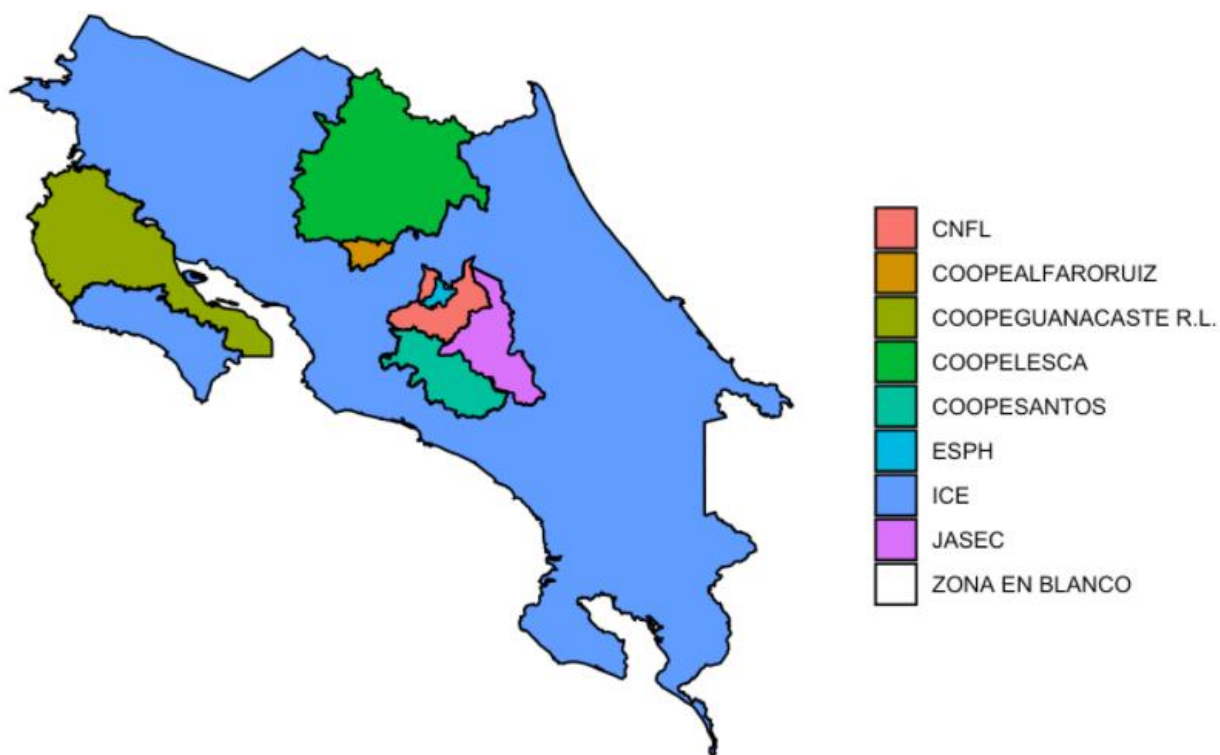 CNFL
COOPEALFARORUIZ
COOPEGUANACASTE R.L.
COOPELESCA
COOPESANTOS
ESPH
ICE
JASEC
ZONA EN BLANCO